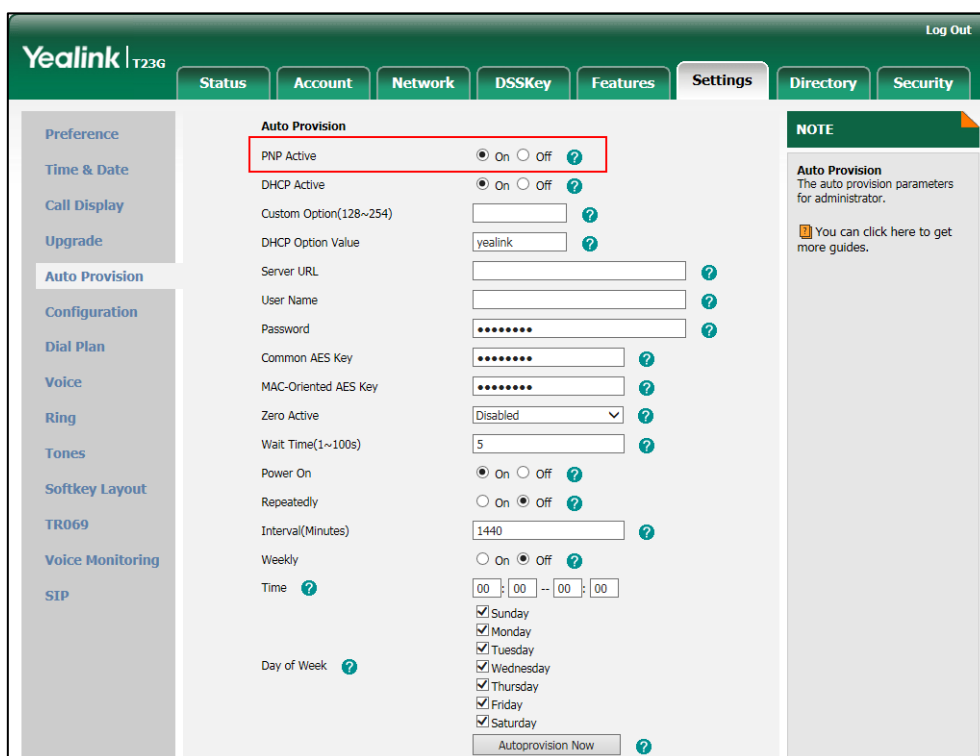 Log Out
Yealink T23G
Status Account Network DSSKey Features Settings Directory Security
Preference
Time & Date
Call Display
Upgrade
Auto Provision
Configuration
Dial Plan
Voice
Ring
Tones
Softkey Layout
TR069
Voice Monitoring
SIP
Auto Provision
PNP Active On Off ?
DHCP Active On Off ?
Custom Option(128~254) ?
DHCP Option Value yealink ?
Server URL ?
User Name ?
Password •••••••• ?
Common AES Key •••••••• ?
MAC-Oriented AES Key •••••••• ?
Zero Active Disabled ?
Wait Time(1~100s) 5 ?
Power On On Off ?
Repeatedly On Off ?
Interval(Minutes) 1440 ?
Weekly On Off ?
Time ? 00 : 00 -- 00 : 00
Sunday
Monday
Tuesday
Day of Week ? Wednesday
Thursday
Friday
Saturday
Autoprovision Now ?
NOTE
Auto Provision
The auto provision parameters
for administrator.
? You can click here to get
more guides.